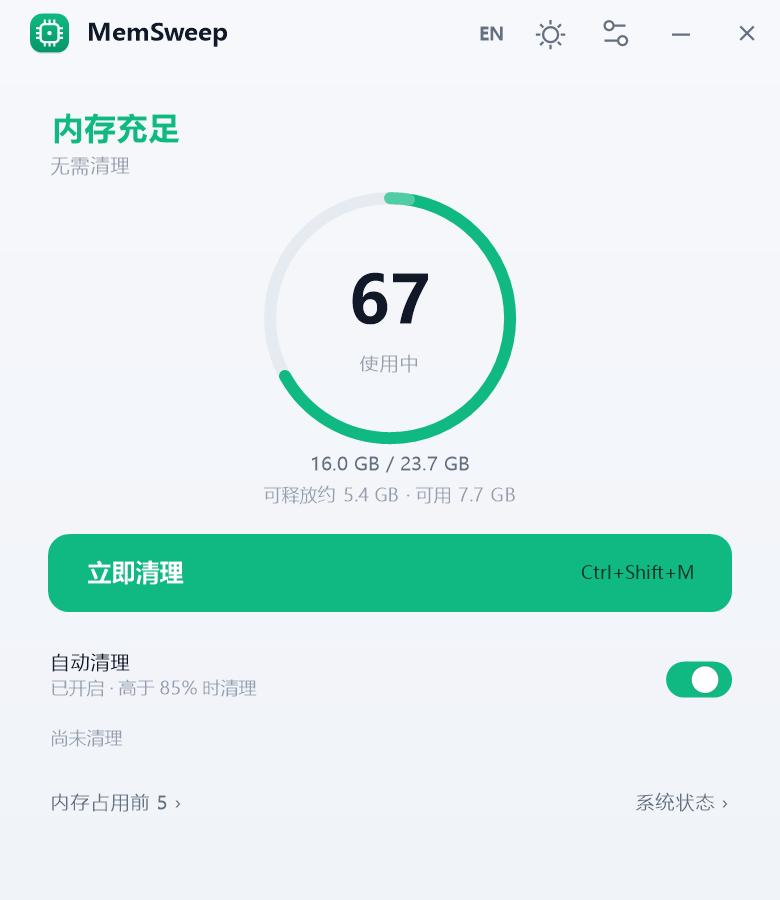 MemSweep
EN
内存充足
无需清理
67
使用中
16.0 GB / 23.7 GB
可释放约 5.4 GB · 可用 7.7 GB
立即清理 Ctrl+Shift+M
自动清理
已开启 · 高于 85% 时清理
尚未清理
内存占用前 5 ›
系统状态 ›